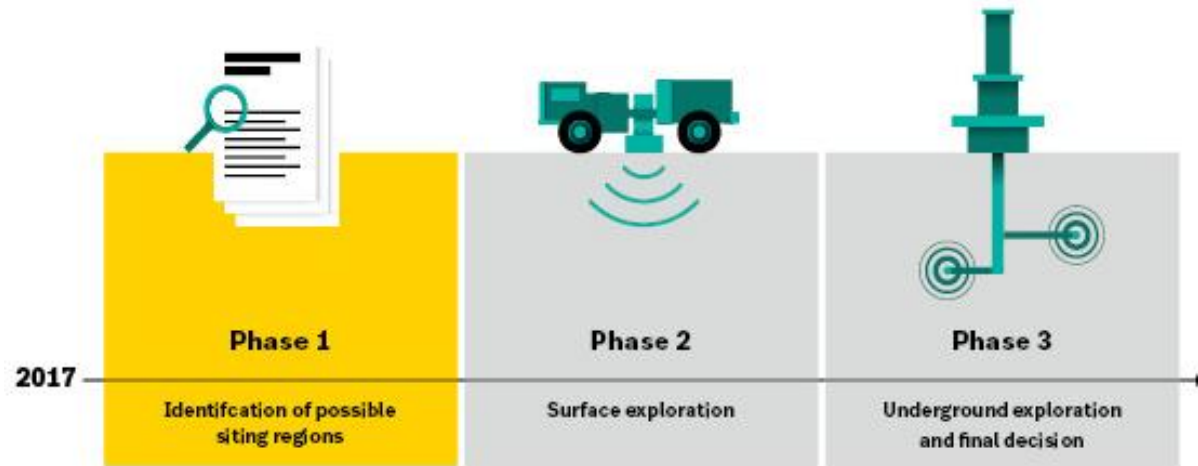 Phase 1
Phase 2
Phase 3
2017
Identifcation of possible
siting regions
Surface exploration
Underground exploration
and final decision